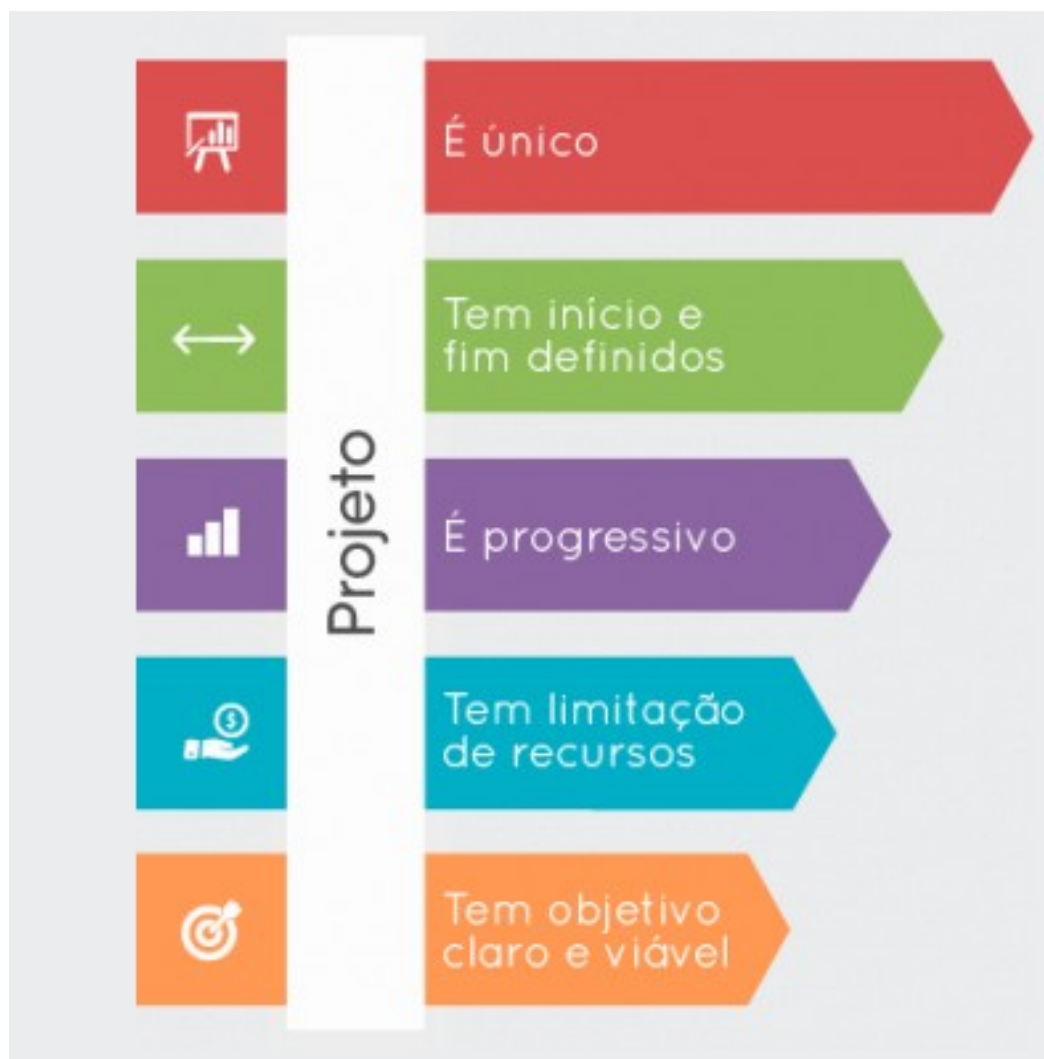 Projeto
É único
Tem início e
fim definidos
É progressivo
Tem limitação
de recursos
Tem objetivo
claro e viável